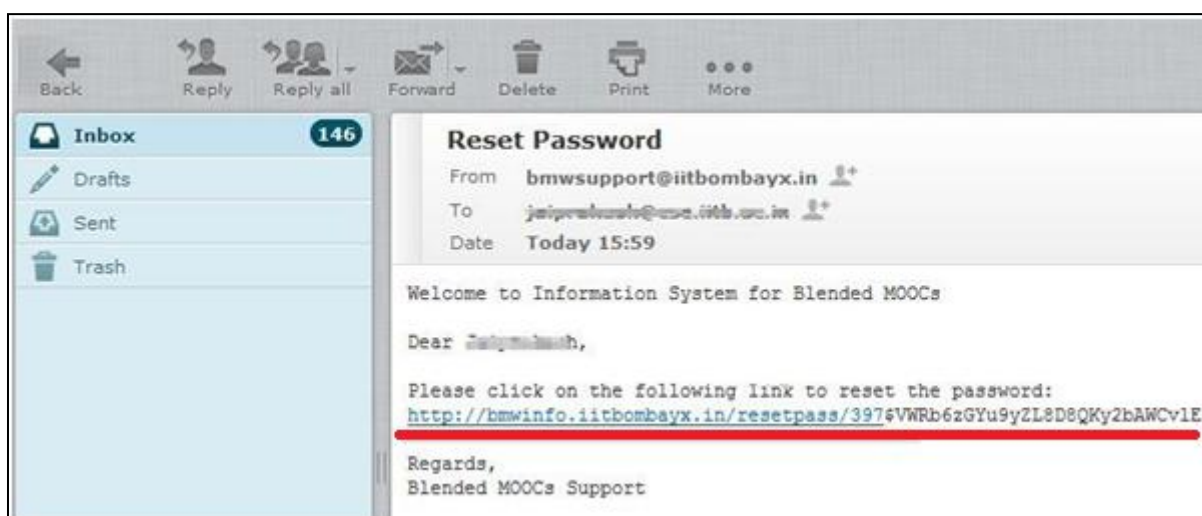 Back Reply Reply all Forward Delete Print More
Inbox 146
Drafts
Sent
Trash
Reset Password
From bmwsupport@iitbombayx.in
To
Date Today 15:59
Welcome to Information System for Blended MOOCs
Dear
Please click on the following link to reset the password:
http://bmwinfo.iitbombayx.in/resetpass/397$VWRb6zGYu9yZL8D8QKy2bAWCvlE
Regards,
Blended MOOCs Support